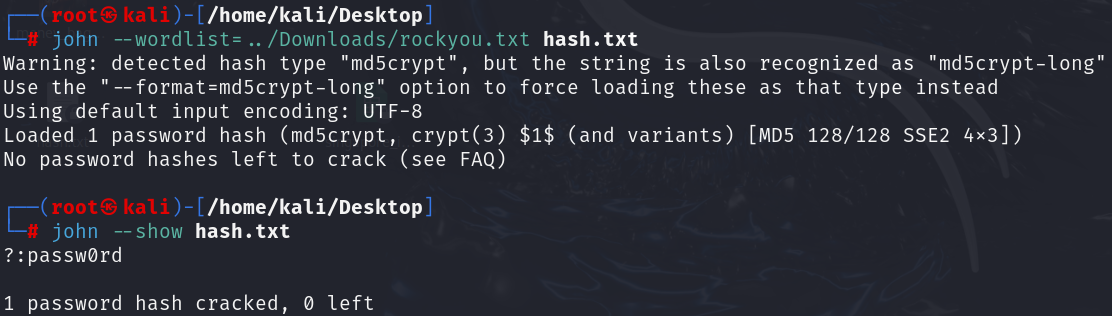 ┌──(root㉿kali)-[/home/kali/Desktop]
└─# john --wordlist=../Downloads/rockyou.txt hash.txt
Warning: detected hash type "md5crypt", but the string is also recognized as "md5crypt-long"
Use the "--format=md5crypt-long" option to force loading these as that type instead
Using default input encoding: UTF-8
Loaded 1 password hash (md5crypt, crypt(3) $1$ (and variants) [MD5 128/128 SSE2 4x3])
No password hashes left to crack (see FAQ)
┌──(root㉿kali)-[/home/kali/Desktop]
└─# john --show hash.txt
?:passw0rd
1 password hash cracked, 0 left